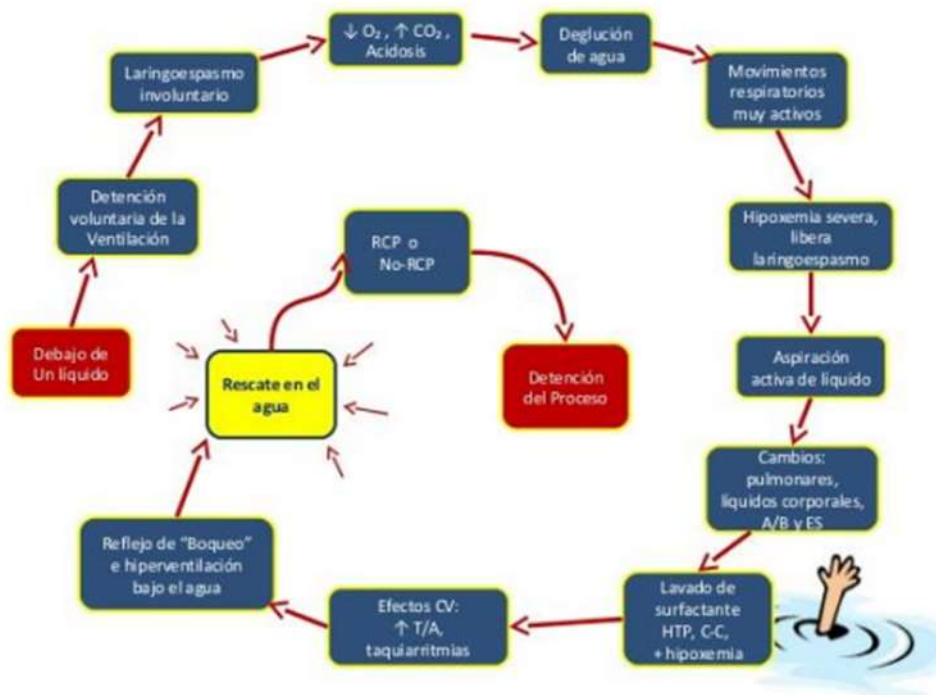 Debajo de
Un líquido
Detención
voluntaria de la
Ventilación
Laringoespasmo
involuntario
↓ O₂ , ↑ CO₂ ,
Acidosis
Deglución
de agua
Movimientos
respiratorios
muy activos
Hipoxemia severa,
libera
laringoespasmo
Aspiración
activa de líquido
Cambios:
pulmonares,
líquidos corporales,
A/B y ES
Lavado de
surfactante
HTP, C-C,
+ hipoxemia
Efectos CV:
↑ T/A,
taquiarritmias
Reflejo de “Boqueo”
e hiperventilación
bajo el agua
Rescate en el
agua
RCP o
No-RCP
Detención
del Proceso